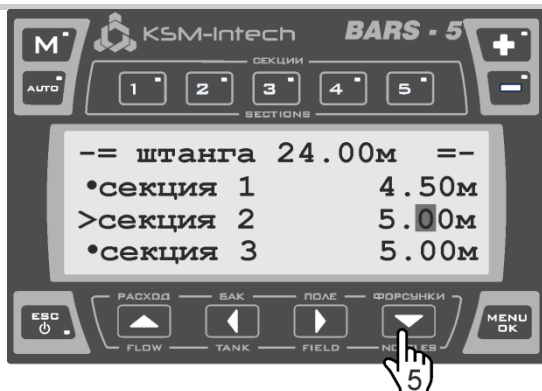 M
KSM-Intech BARS - 5
+
AUTO
СЕКЦИИ
1 2 3 4 5
SECTIONS
-
-= штанга 24.00м =-
•секция 1 4.50м
>секция 2 5.00м
•секция 3 5.00м
РАСХОД БАК ПОЛЕ ФОРСУНКИ
ESC
MENU
OK
FLOW TANK FIELD
5